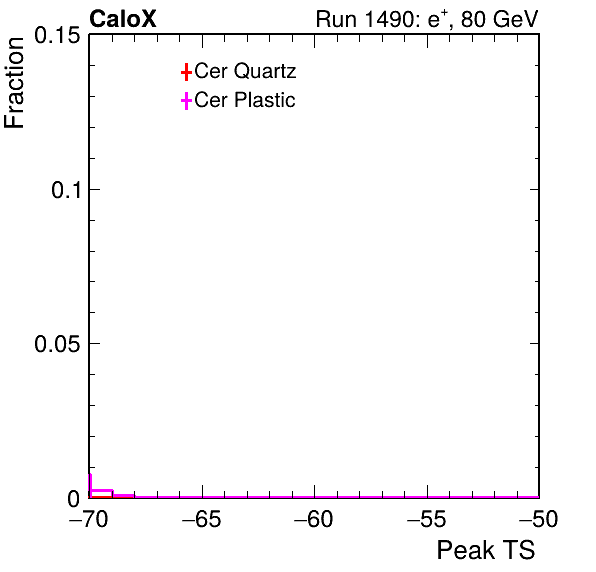 CaloX Run 1490: e⁺, 80 GeV
Fraction
0.15
Cer Quartz
Cer Plastic
0.1
0.05
0
−70 −65 −60 −55 −50
Peak TS